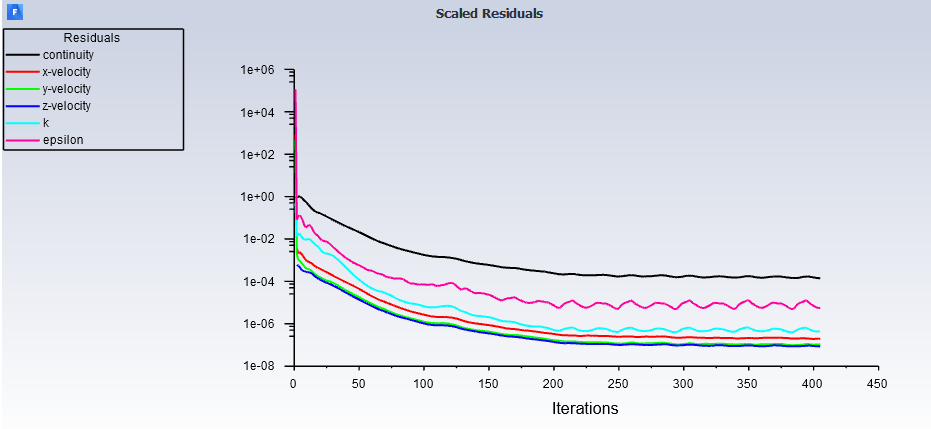 F
Scaled Residuals
Residuals
continuity
x-velocity
y-velocity
z-velocity
k
epsilon
1e+06
1e+04
1e+02
1e+00
1e-02
1e-04
1e-06
1e-08
0 50 100 150 200 250 300 350 400 450
Iterations